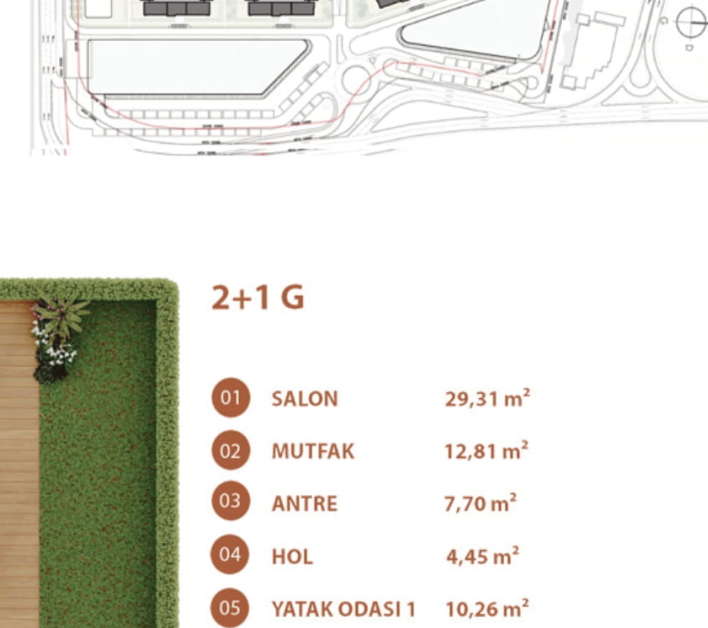 2+1 G
01 SALON 29,31 m²
02 MUTFAK 12,81 m²
03 ANTRE 7,70 m²
04 HOL 4,45 m²
05 YATAK ODASI 1 10,26 m²